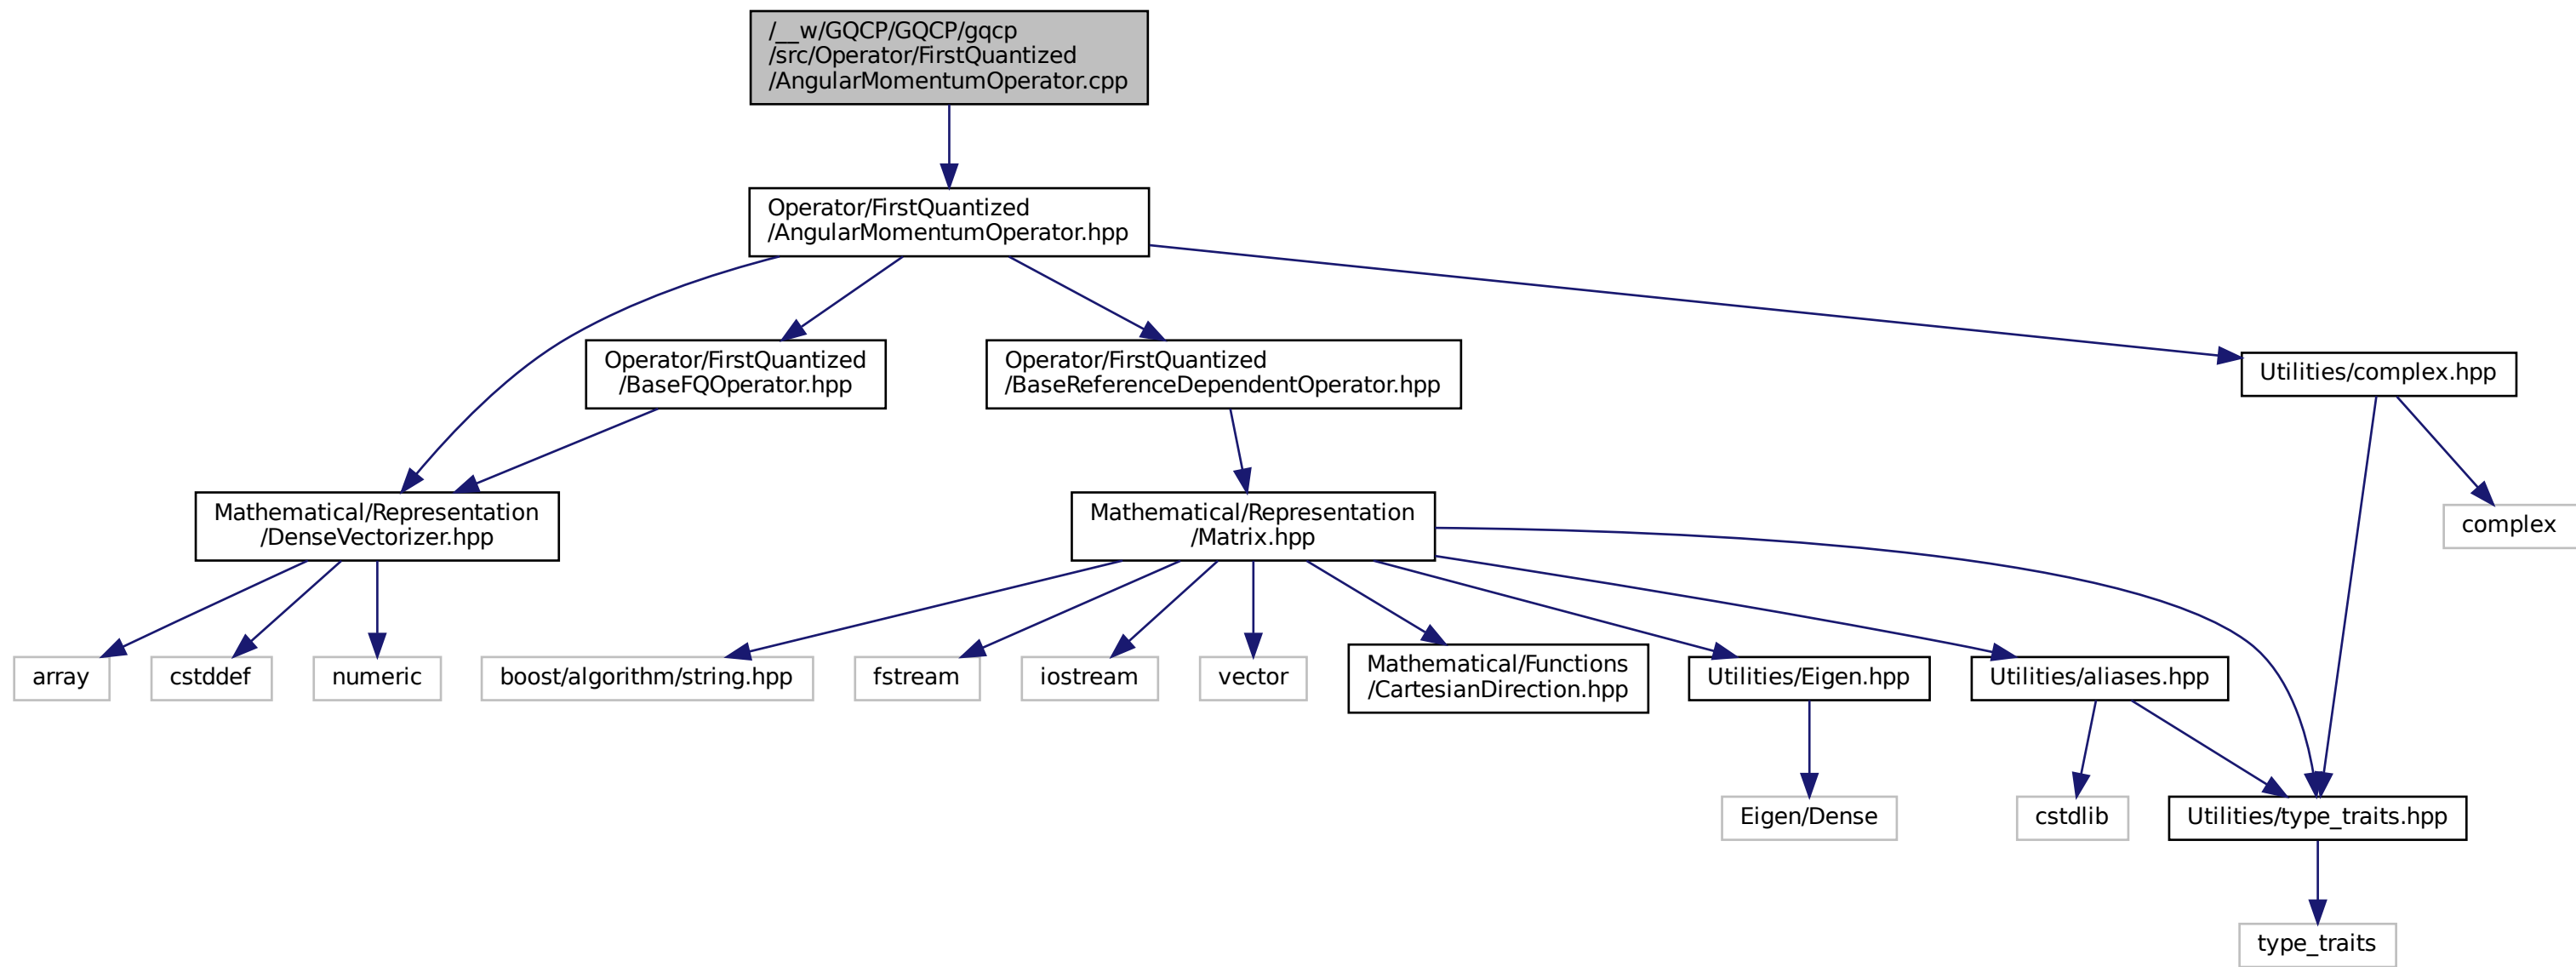 /__w/GQCP/GQCP/gqcp
/src/Operator/FirstQuantized
/AngularMomentumOperator.cpp
Operator/FirstQuantized
/AngularMomentumOperator.hpp
Operator/FirstQuantized
/BaseFQOperator.hpp
Operator/FirstQuantized
/BaseReferenceDependentOperator.hpp
Utilities/complex.hpp
Mathematical/Representation
/DenseVectorizer.hpp
Mathematical/Representation
/Matrix.hpp
complex
array
cstddef
numeric
boost/algorithm/string.hpp
fstream
iostream
vector
Mathematical/Functions
/CartesianDirection.hpp
Utilities/Eigen.hpp
Utilities/aliases.hpp
Eigen/Dense
cstdlib
Utilities/type_traits.hpp
type_traits